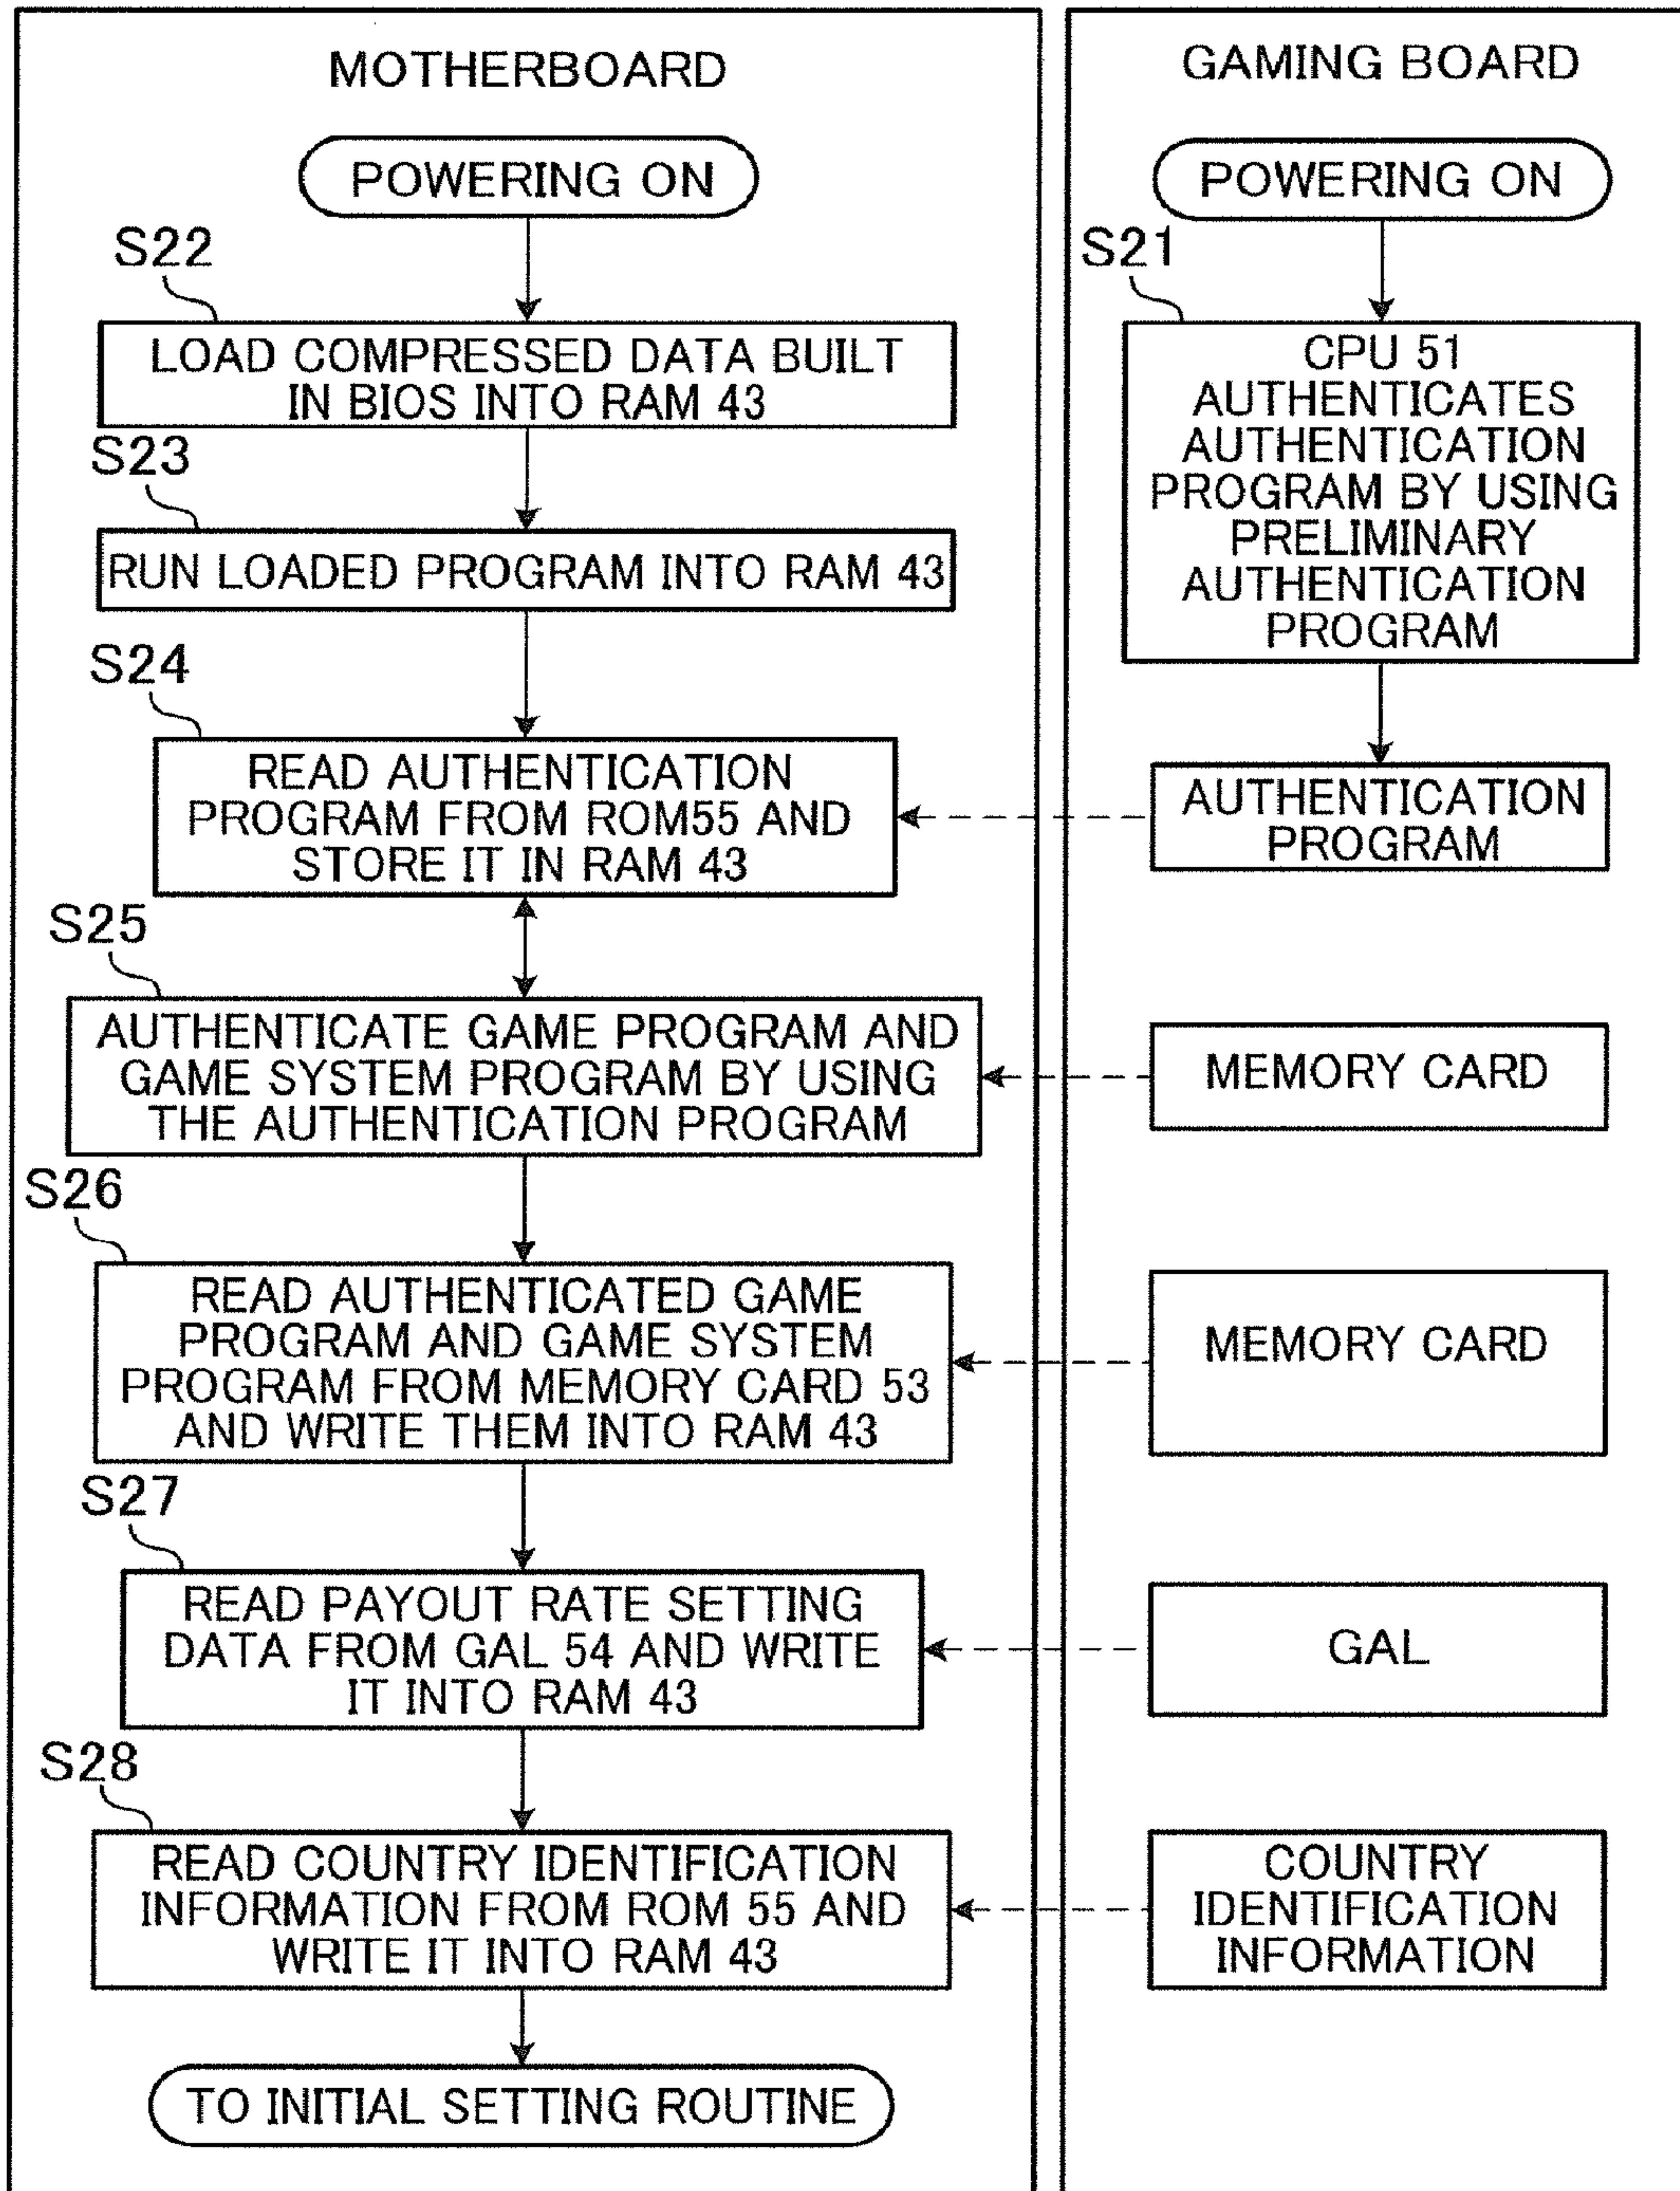 MOTHERBOARD
POWERING ON
S22
LOAD COMPRESSED DATA BUILT
IN BIOS INTO RAM 43
S23
RUN LOADED PROGRAM INTO RAM 43
S24
READ AUTHENTICATION
PROGRAM FROM ROM55 AND
STORE IT IN RAM 43
S25
AUTHENTICATE GAME PROGRAM AND
GAME SYSTEM PROGRAM BY USING
THE AUTHENTICATION PROGRAM
S26
READ AUTHENTICATED GAME
PROGRAM AND GAME SYSTEM
PROGRAM FROM MEMORY CARD 53
AND WRITE THEM INTO RAM 43
S27
READ PAYOUT RATE SETTING
DATA FROM GAL 54 AND WRITE
IT INTO RAM 43
S28
READ COUNTRY IDENTIFICATION
INFORMATION FROM ROM 55 AND
WRITE IT INTO RAM 43
TO INITIAL SETTING ROUTINE
GAMING BOARD
POWERING ON
S21
CPU 51
AUTHENTICATES
AUTHENTICATION
PROGRAM BY USING
PRELIMINARY
AUTHENTICATION
PROGRAM
AUTHENTICATION
PROGRAM
MEMORY CARD
MEMORY CARD
GAL
COUNTRY
IDENTIFICATION
INFORMATION